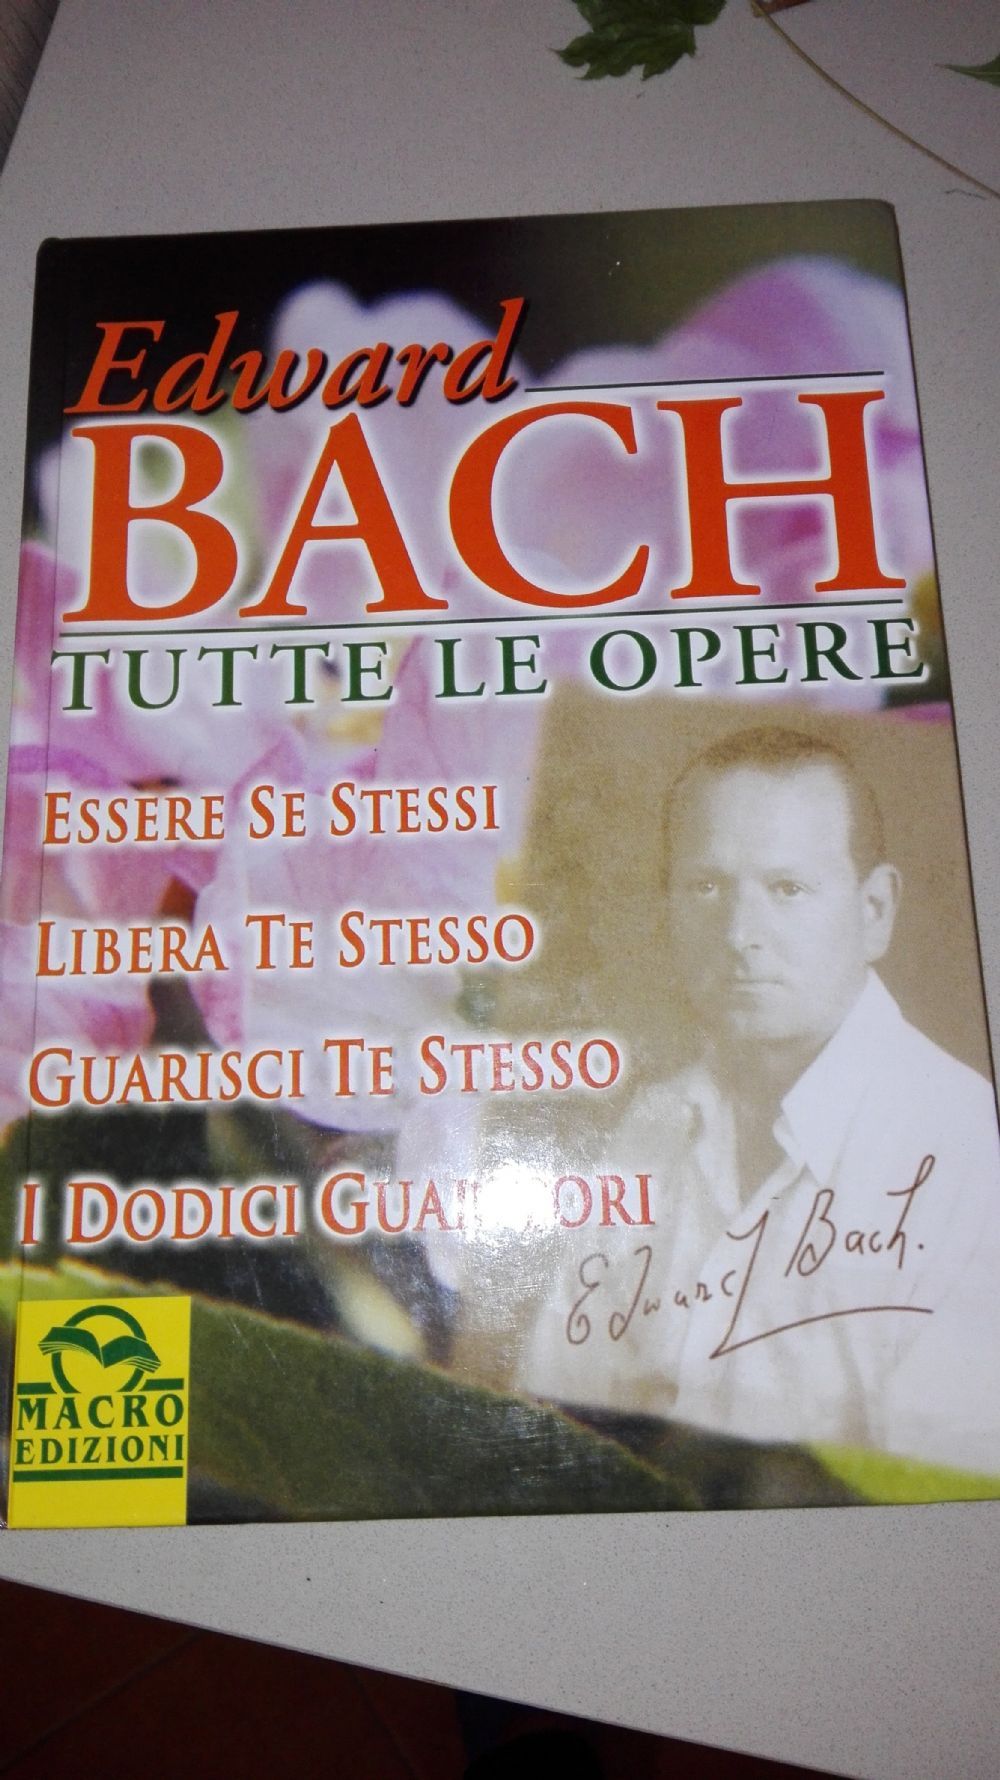 Edward
BACH
TUTTE LE OPERE
ESSERE SE STESSI
LIBERA TE STESSO
GUARISCI TE STESSO
I DODICI
Edward Bach.
MACRO
EDIZIONI